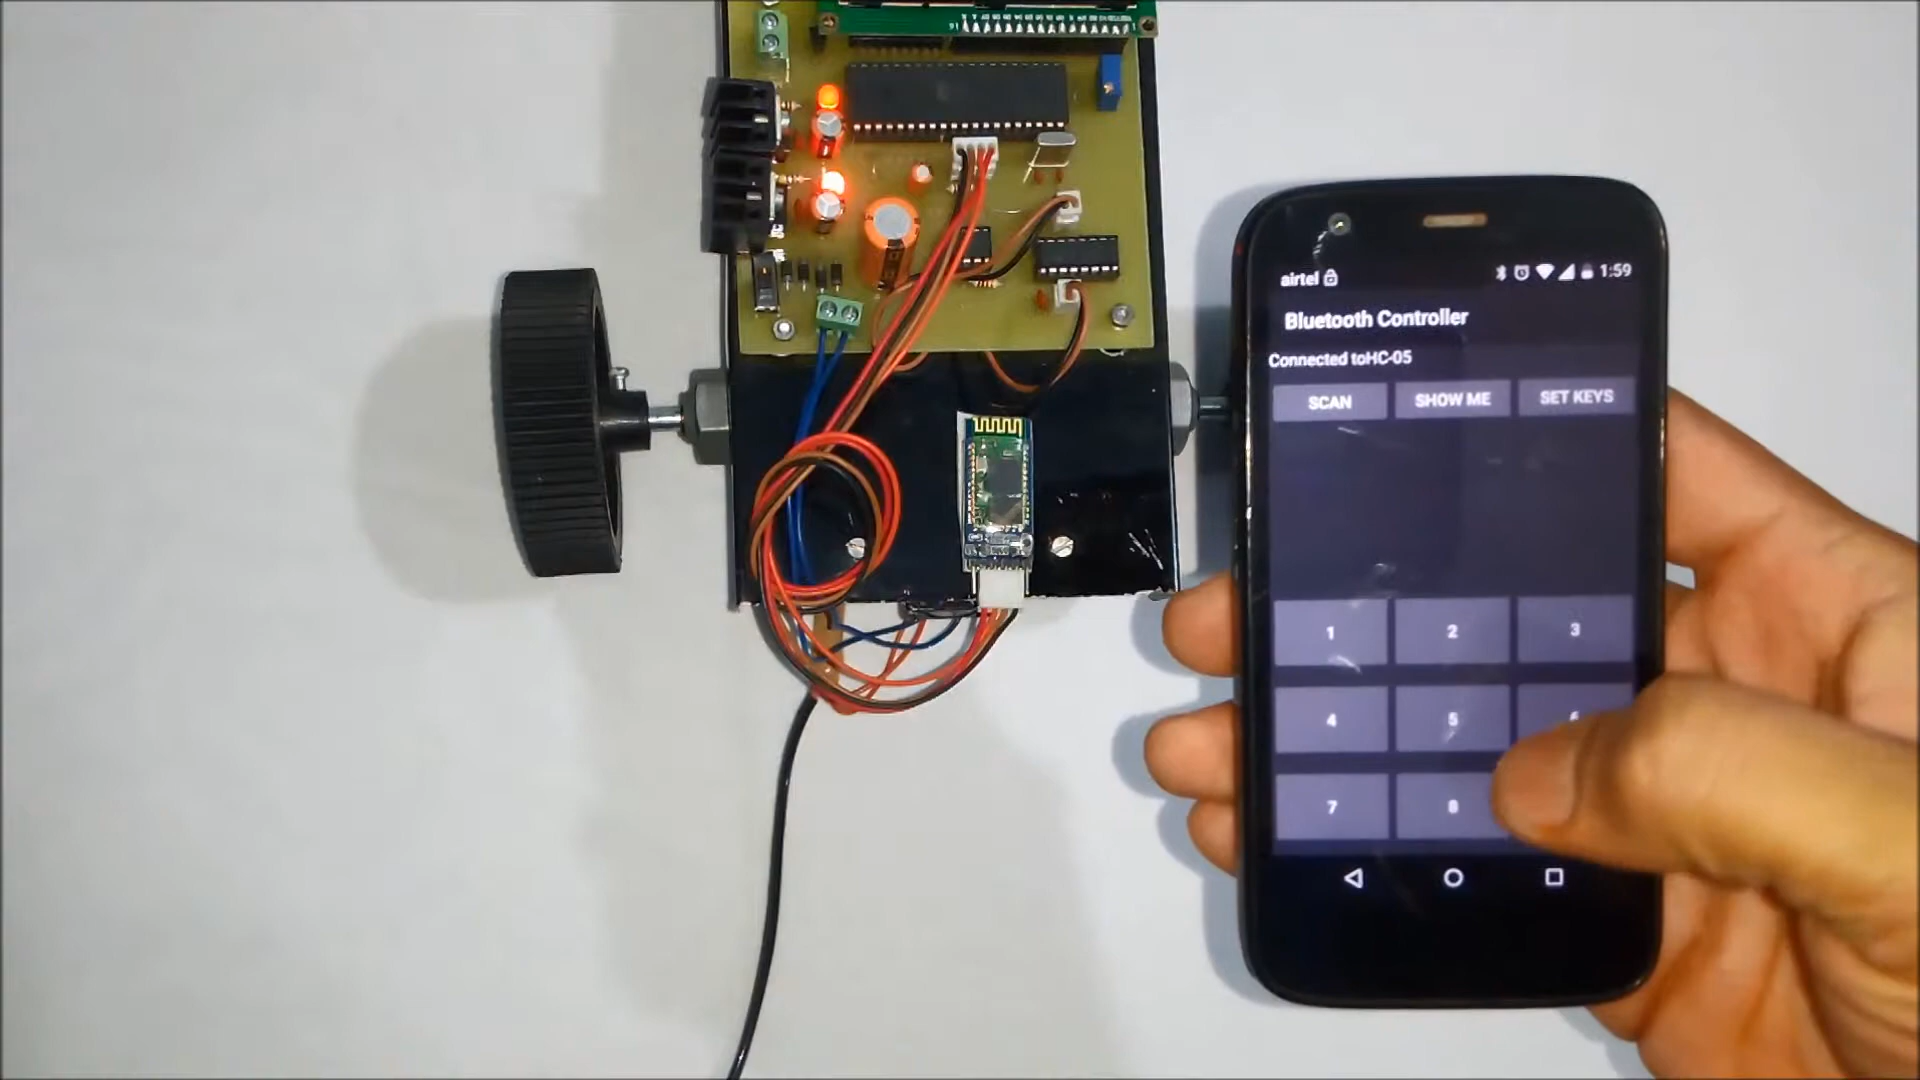 airtel 1:59
Bluetooth Controller
Connected toHC-05
SCAN SHOW ME SET KEYS
1 2 3
4 5 6
7 8